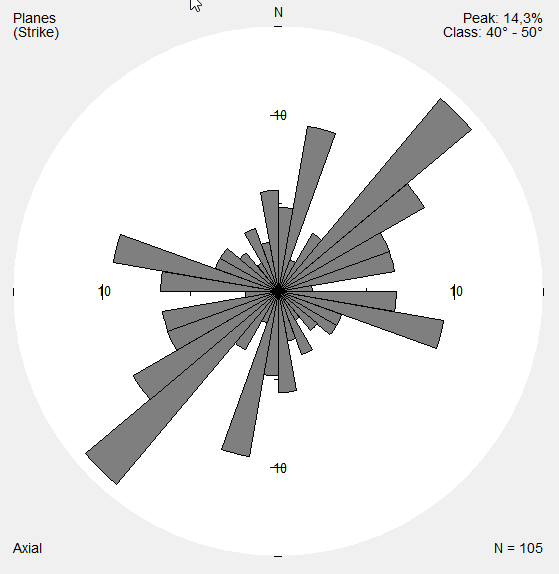 Planes
(Strike)
N
Peak: 14,3%
Class: 40° - 50°
10
10
10
10
Axial
N = 105